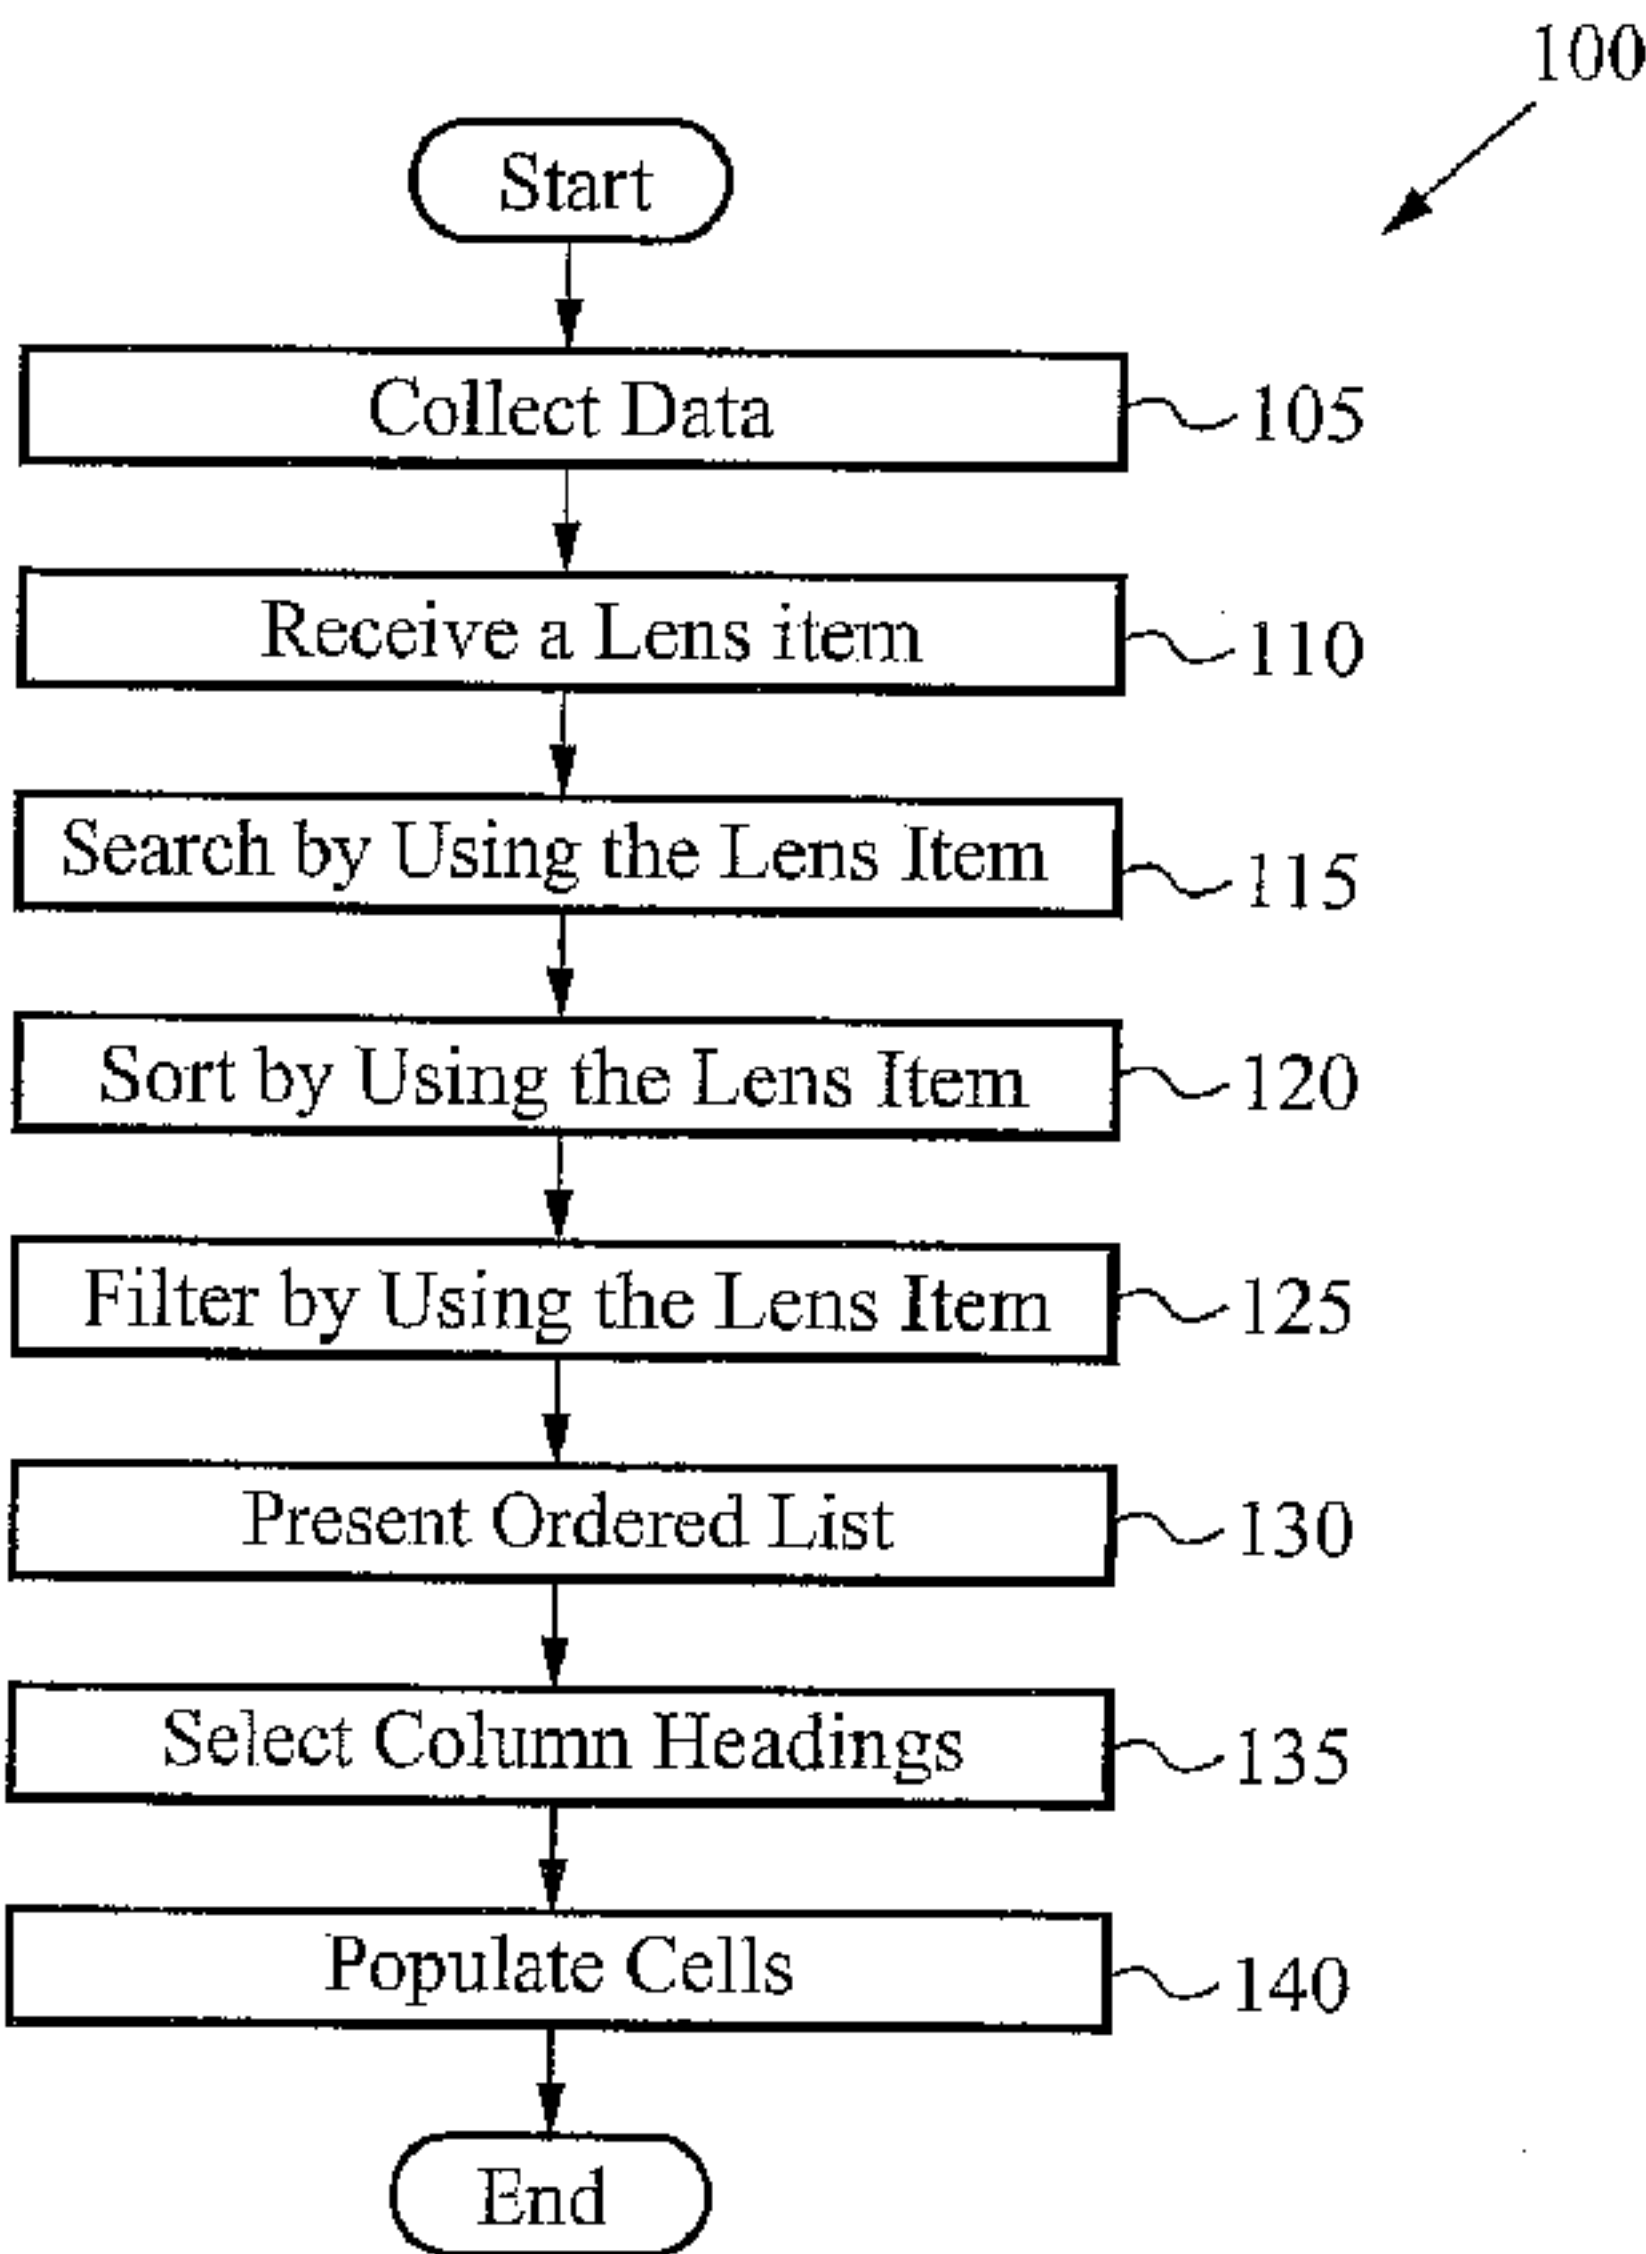 100
Start
Collect Data
105
Receive a Lens item
110
Search by Using the Lens Item
115
Sort by Using the Lens Item
120
Filter by Using the Lens Item
125
Present Ordered List
130
Select Column Headings
135
Populate Cells
140
End